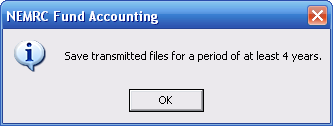 NEMRC Fund Accounting
Save transmitted files for a period of at least 4 years.
OK